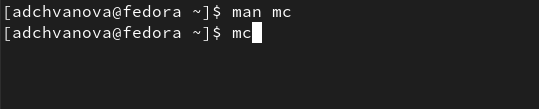 [adchvanova@fedora ~]$ man mc
[adchvanova@fedora ~]$ mc